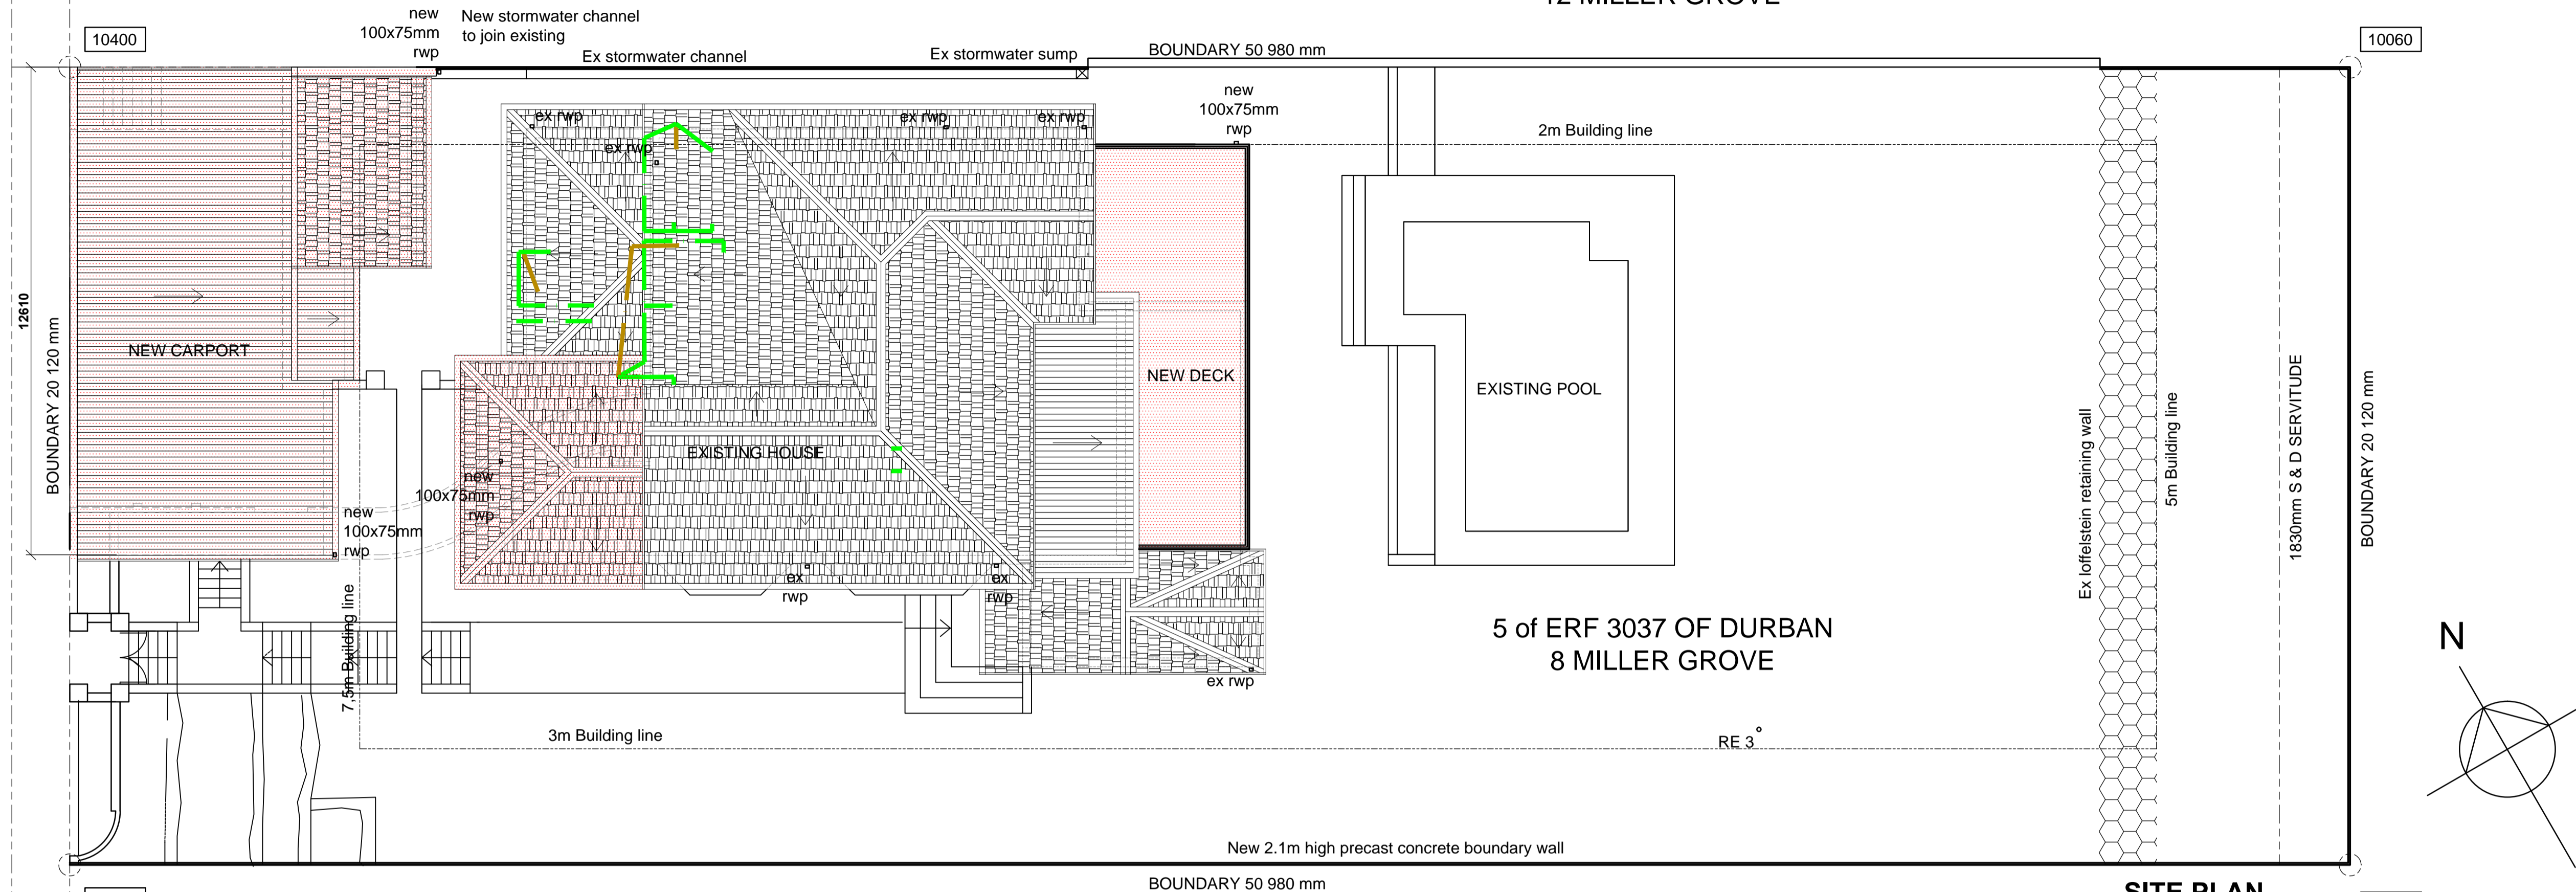 12 MILLER GROVE
new
100x75mm
rwp
New stormwater channel
to join existing
10400
Ex stormwater channel
Ex stormwater sump
BOUNDARY 50 980 mm
10060
new
100x75mm
rwp
ex rwp
ex rwp
ex rwp
ex rwp
2m Building line
12610
BOUNDARY 20 120 mm
NEW CARPORT
NEW DECK
EXISTING POOL
EXISTING HOUSE
new
100x75mm
rwp
new
100x75mm
rwp
ex
rwp
ex
rwp
7,5m Building line
Ex loffelstein retaining wall
5m Building line
1830mm S & D SERVITUDE
BOUNDARY 20 120 mm
5 of ERF 3037 OF DURBAN
8 MILLER GROVE
N
ex rwp
3m Building line
RE 3°
New 2.1m high precast concrete boundary wall
BOUNDARY 50 980 mm
SITE PLAN